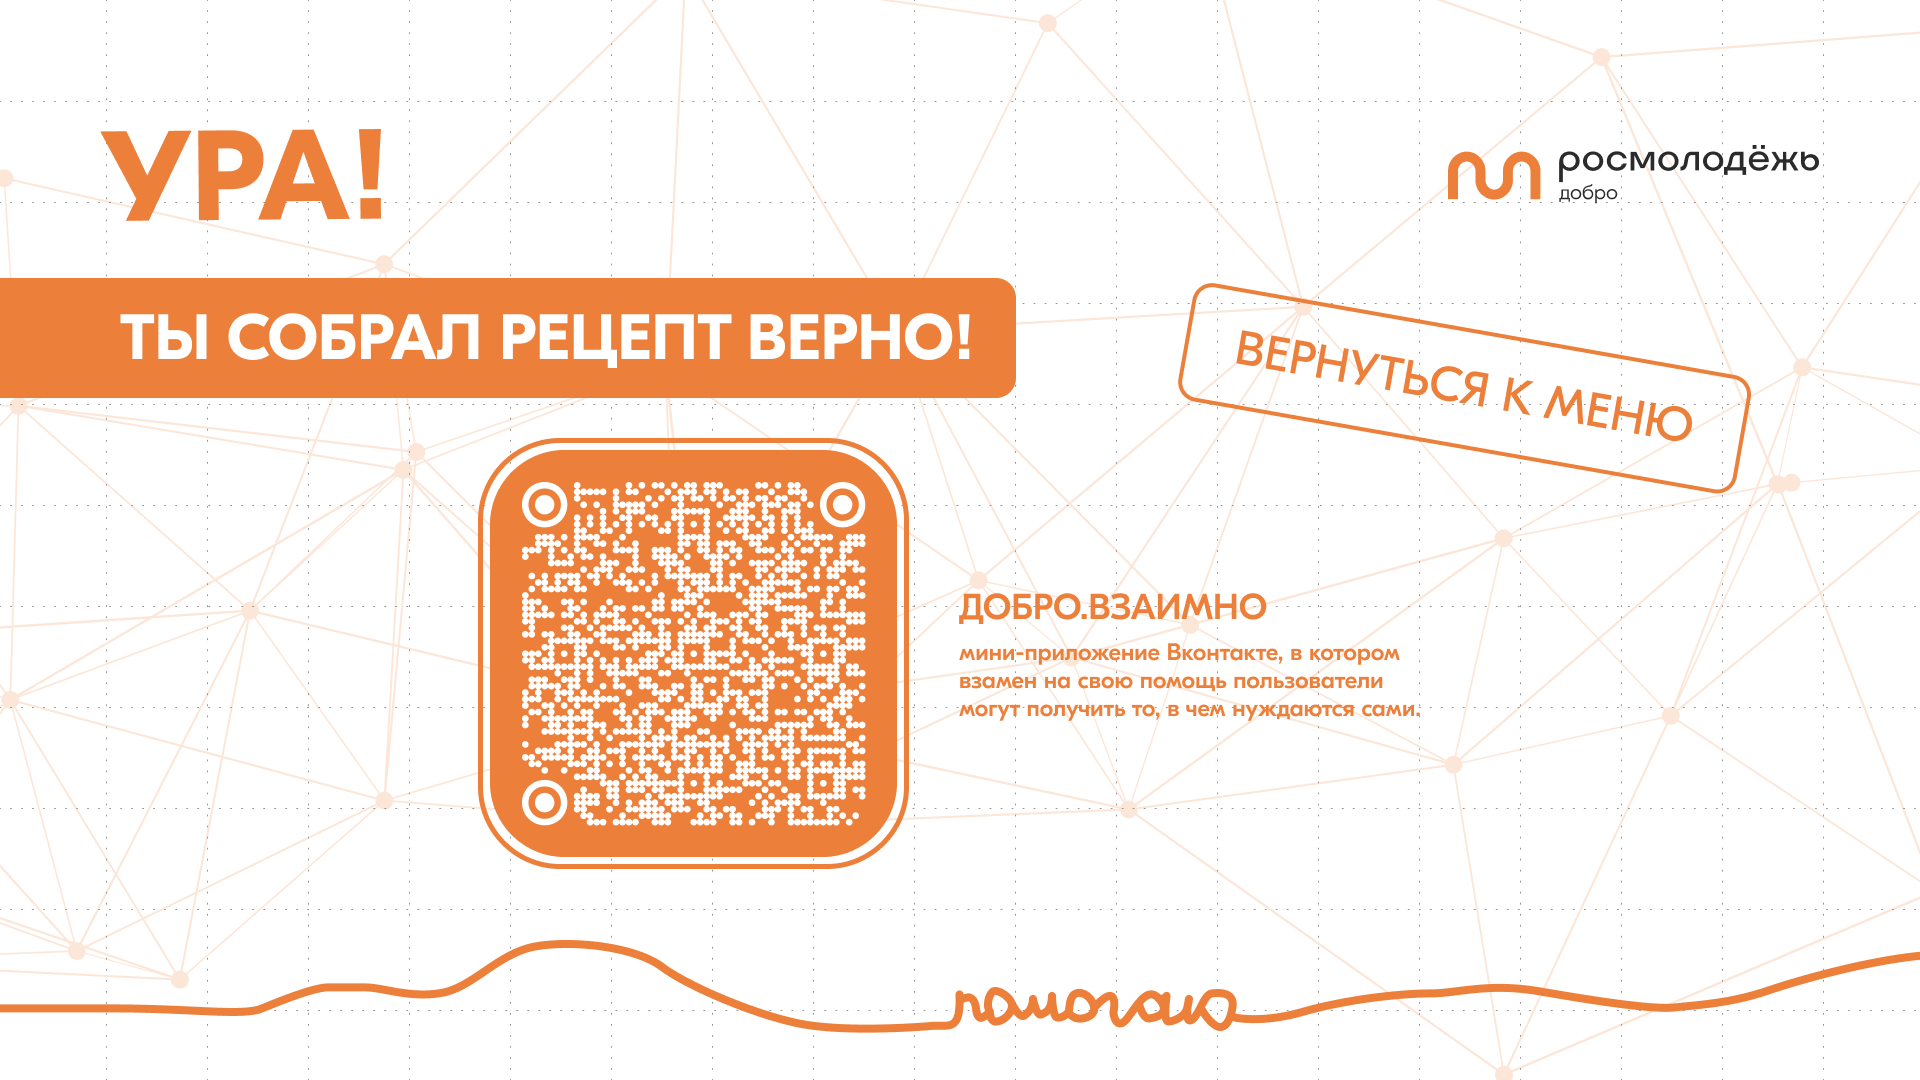 УРА!
росмолодёжь
добро
ТЫ СОБРАЛ РЕЦЕПТ ВЕРНО!
ВЕРНУТЬСЯ К МЕНЮ
ДОБРО.ВЗАИМНО
мини-приложение Вконтакте, в котором
взамен на свою помощь пользователи
могут получить то, в чем нуждаются сами.
помогаю